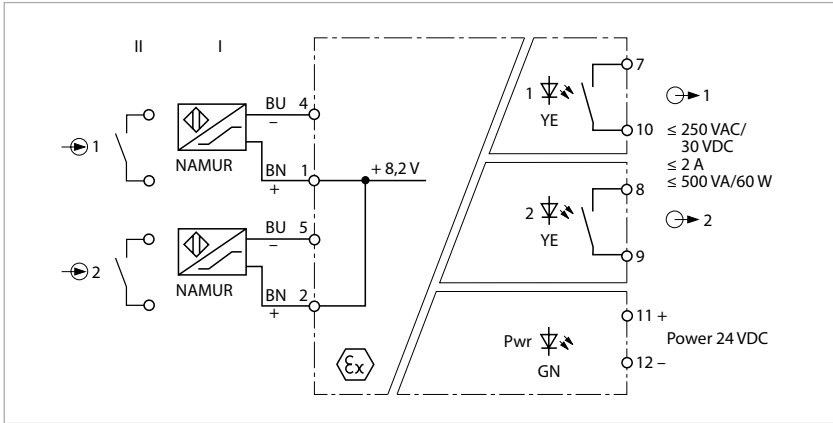 II I
1
BU 4
–
NAMUR
BN 1
+
+ 8,2 V
2
BU 5
–
NAMUR
BN 2
+
Ex
1
YE
7
10
1
≤ 250 VAC/
30 VDC
≤ 2 A
≤ 500 VA/60 W
2
YE
8
9
2
Pwr
GN
11 +
12 –
Power 24 VDC